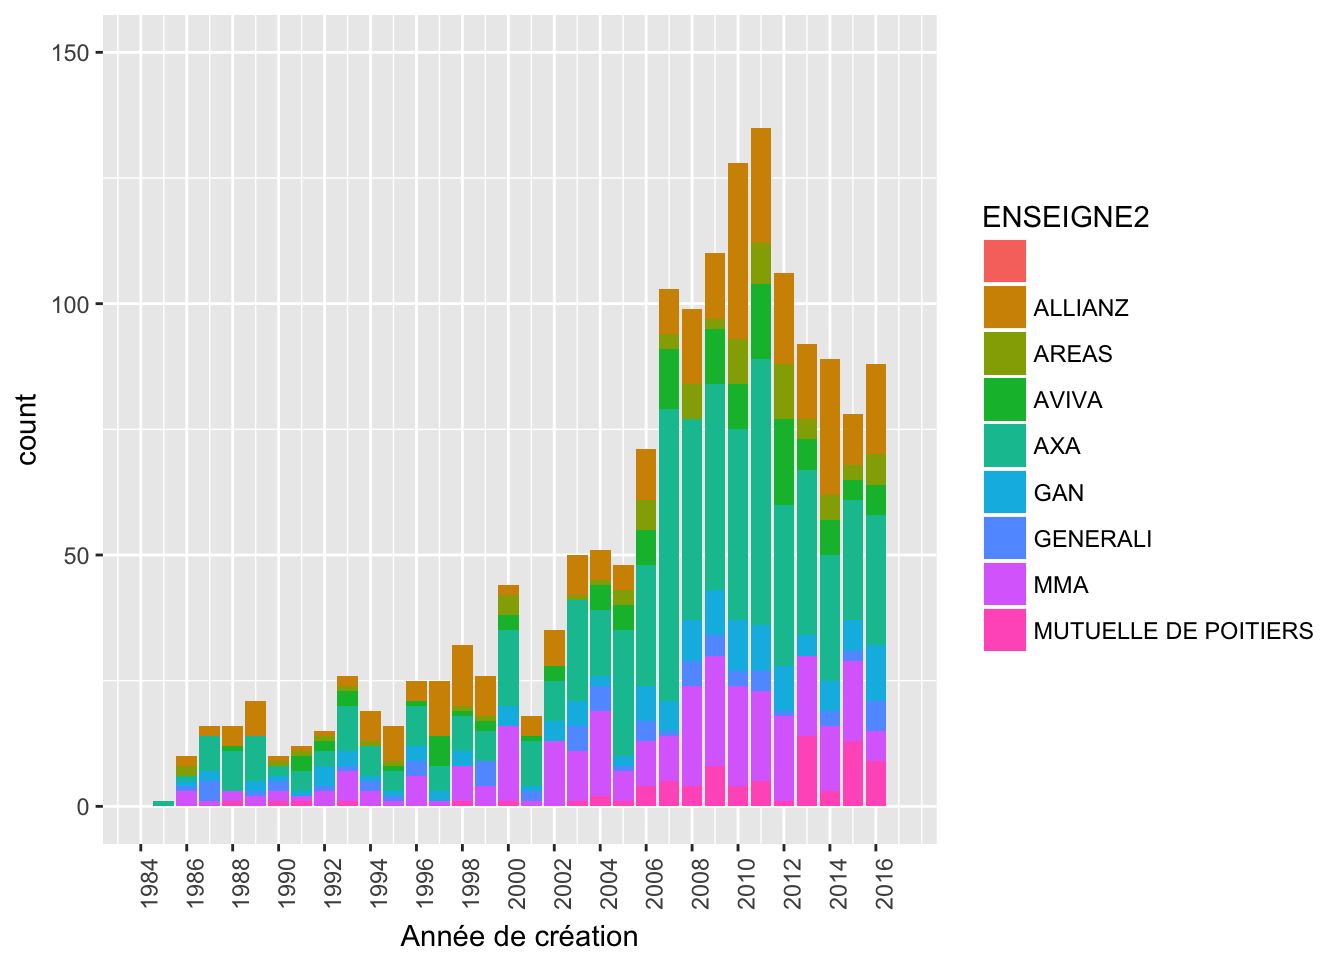 150
100
50
0
count
1984
1986
1988
1990
1992
1994
1996
1998
2000
2002
2004
2006
2008
2010
2012
2014
2016
Année de création
ENSEIGNE2
ALLIANZ
AREAS
AVIVA
AXA
GAN
GENERALI
MMA
MUTUELLE DE POITIERS